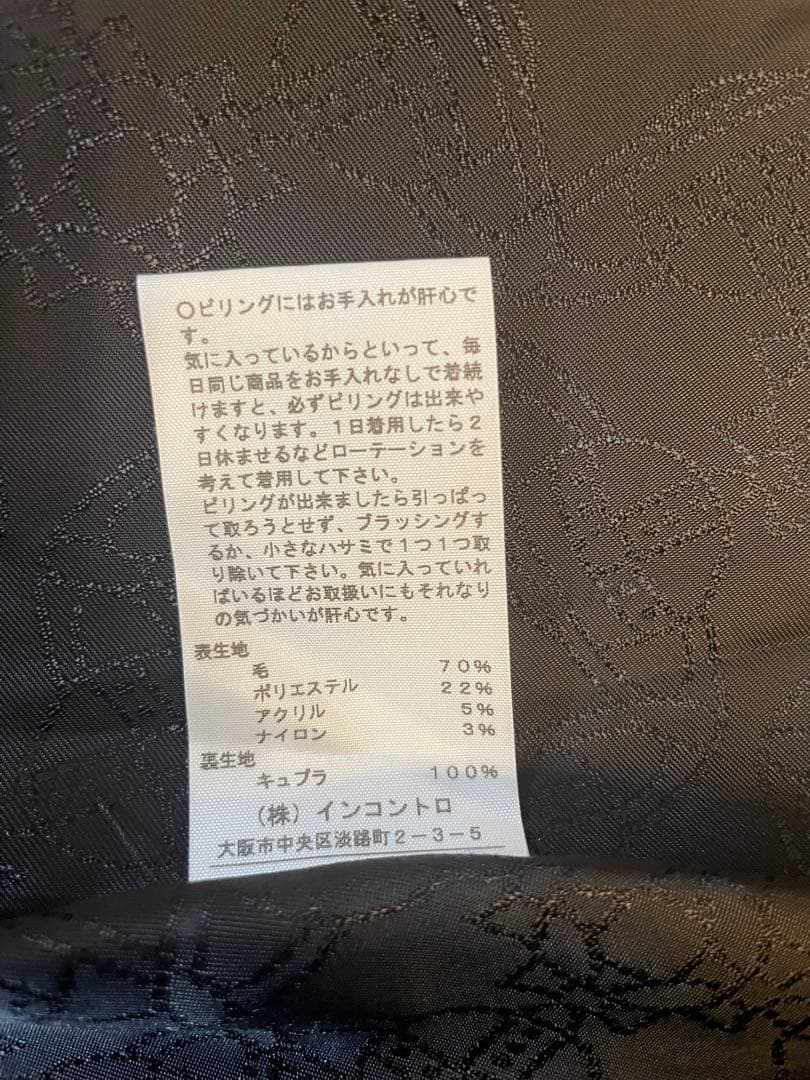 〇ピリングにはお手入れが肝心で
す。
気に入っているからといって、毎
日同じ商品をお手入れなしで着続
けますと、必ずピリングは出来や
すくなります。１日着用したら２
日休ませるなどローテーションを
考えて着用して下さい。
ピリングが出来ましたら引っぱっ
て取ろうとせず、ブラッシングす
るか、小さなハサミで１つ１つ取
り除いて下さい。気に入っていれ
ばいるほどお取扱いにもそれなり
の気づかいが肝心です。
表生地
毛 ７０％
ポリエステル ２２％
アクリル ５％
ナイロン ３％
裏生地
キュプラ １００％
（株）インコントロ
大阪市中央区淡路町２－３－５